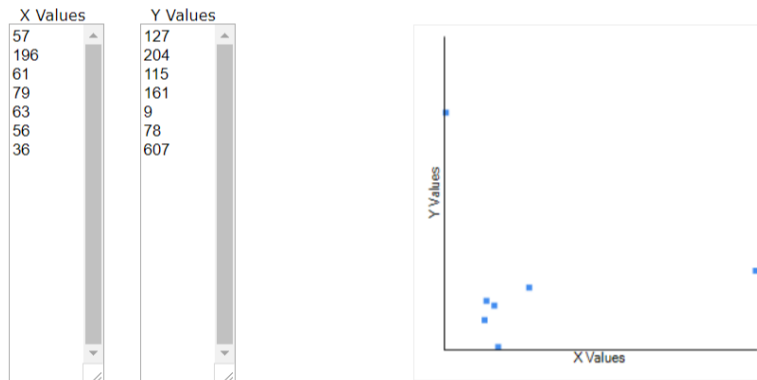 X Values Y Values
57 127
196 204
61 115
79 161
63 9
56 78
36 607
Y Values
X Values